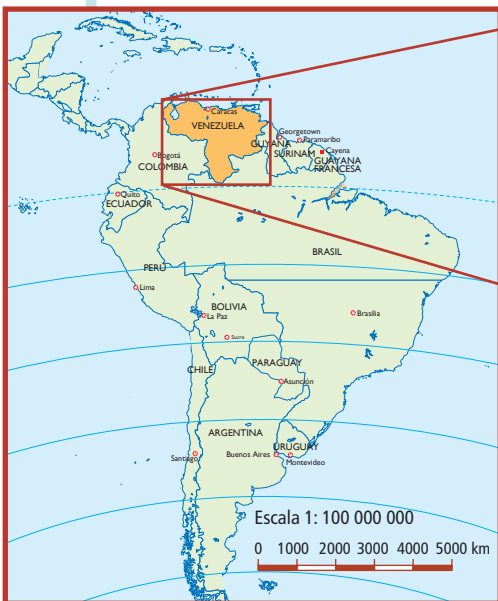 Caracas
VENEZUELA
Georgetown
Paramaribo
GUYANA
Cayena
SURINAM
GUAYANA
FRANCESA
Bogotá
COLOMBIA
Quito
ECUADOR
BRASIL
PERÚ
Lima
BOLIVIA
La Paz
Brasilia
Sucre
PARAGUAY
CHILE
Asunción
ARGENTINA
URUGUAY
Santiago
Buenos Aires
Montevideo
Escala 1: 100 000 000
0 1000 2000 3000 4000 5000 km